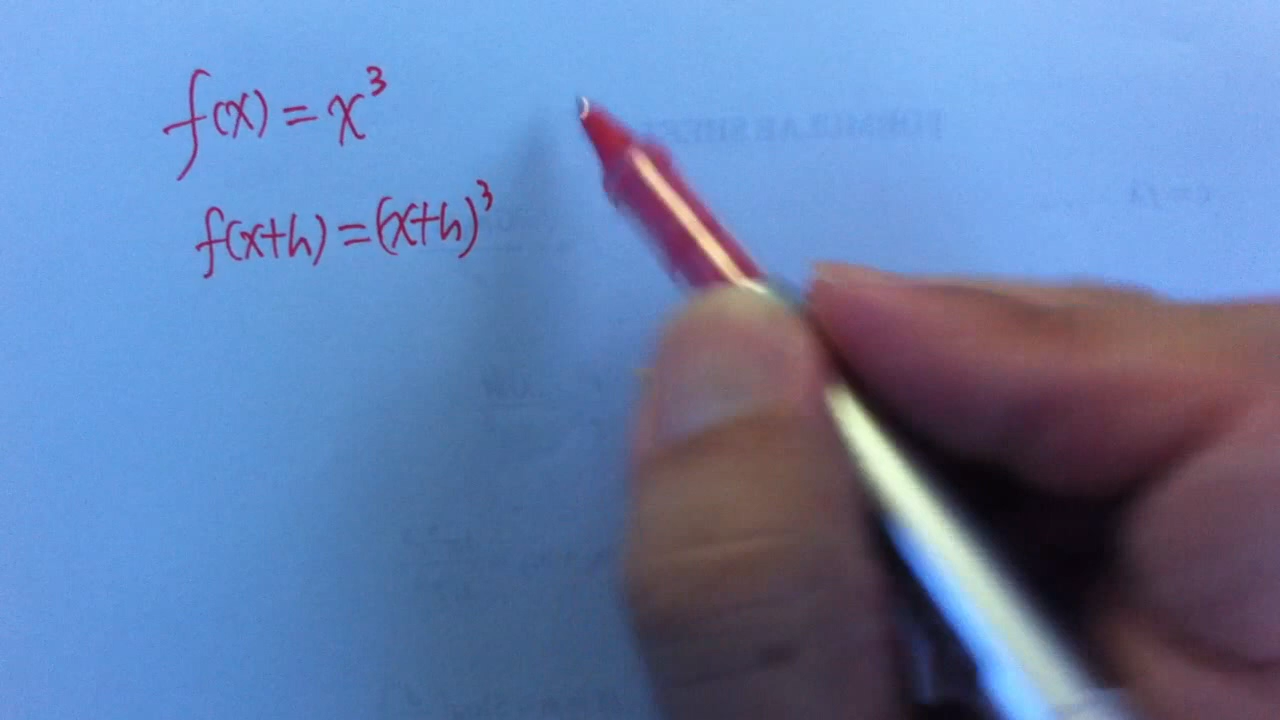 f(x) = x³
f(x+h) = (x+h)³